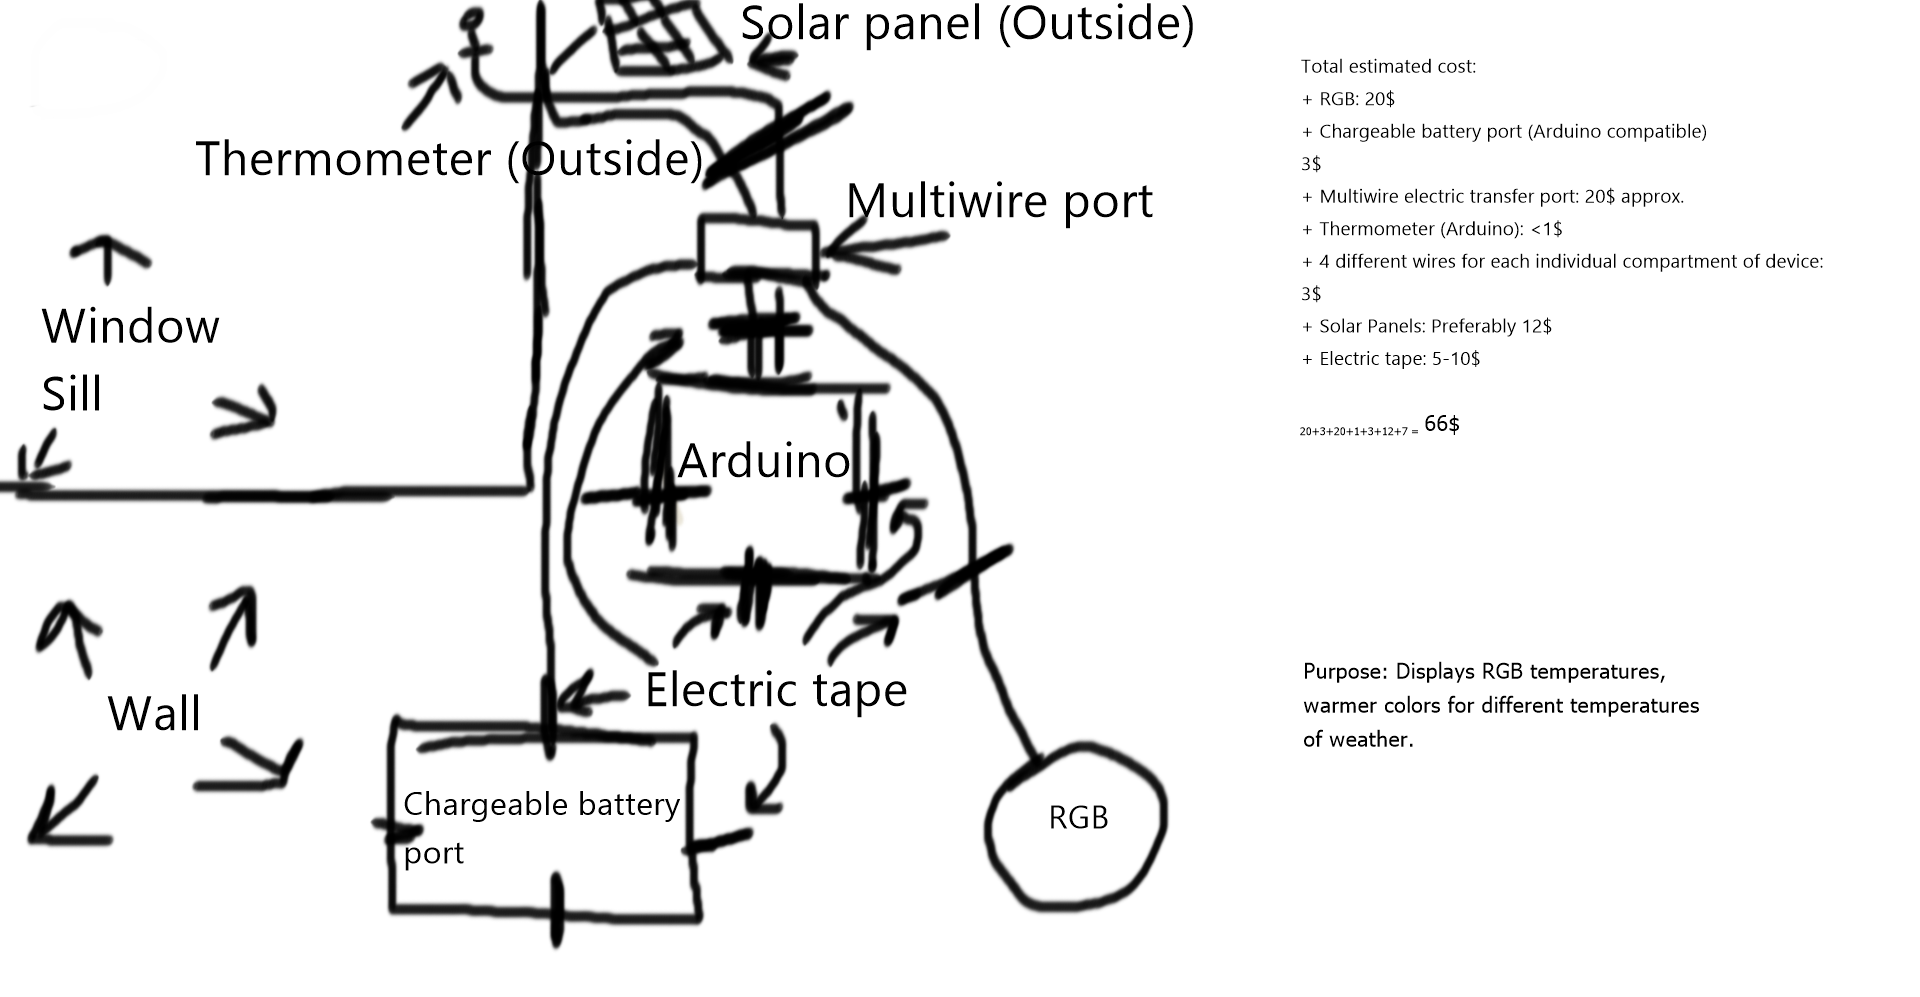 Solar panel (Outside)
Thermometer (Outside)
Multiwire port
Window
Sill
Arduino
Wall
Electric tape
Chargeable battery
port
RGB
Total estimated cost:
+ RGB: 20$
+ Chargeable battery port (Arduino compatible)
3$
+ Multiwire electric transfer port: 20$ approx.
+ Thermometer (Arduino): <1$
+ 4 different wires for each individual compartment of device:
3$
+ Solar Panels: Preferably 12$
+ Electric tape: 5-10$
20+3+20+1+3+12+7 = 66$
Purpose: Displays RGB temperatures,
warmer colors for different temperatures
of weather.